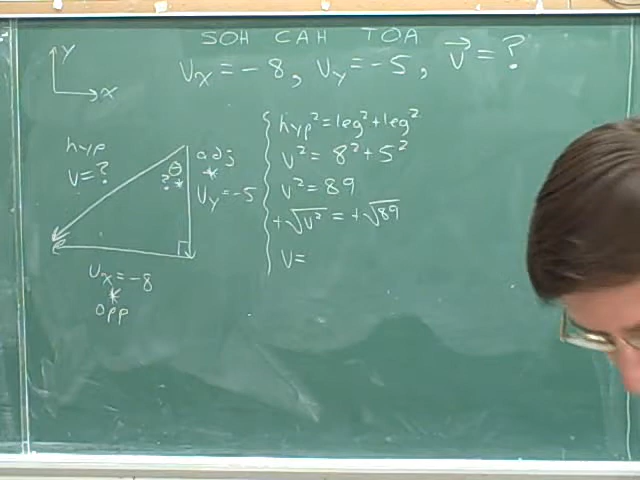 SOH CAH TOA
Vx = -8, Vy = -5, v⃗ = ?
Y
x
hyp
v = ?
θ
? *
adj
*
Vy = -5
Vx = -8
*
opp
hyp² = leg² + leg²
v² = 8² + 5²
v² = 89
+√v² = +√89
v =